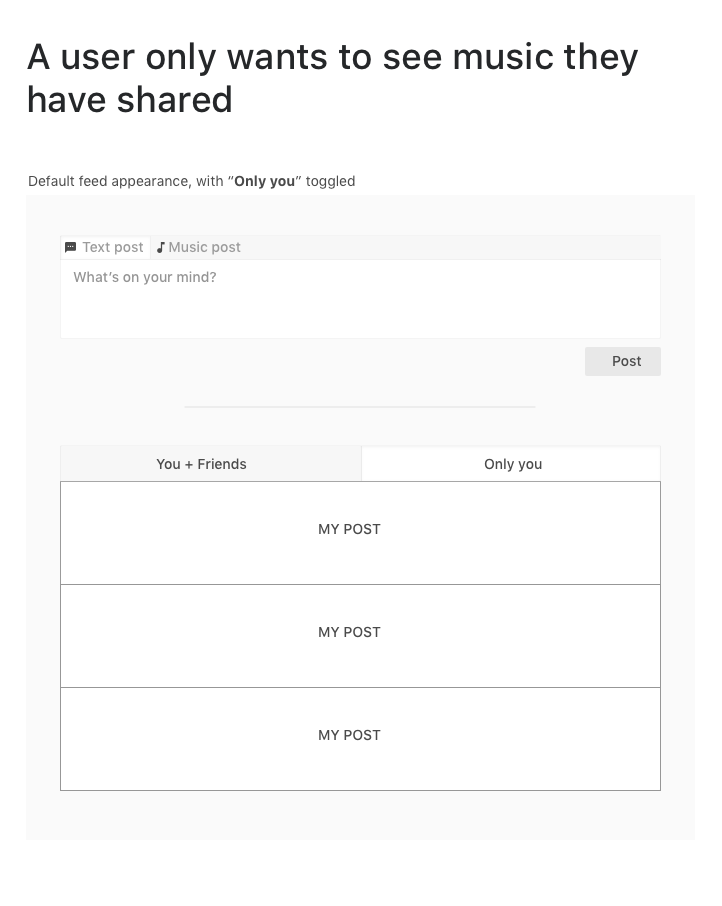 A user only wants to see music they
have shared
Default feed appearance, with “Only you” toggled
Text post Music post
What’s on your mind?
Post
You + Friends Only you
MY POST
MY POST
MY POST